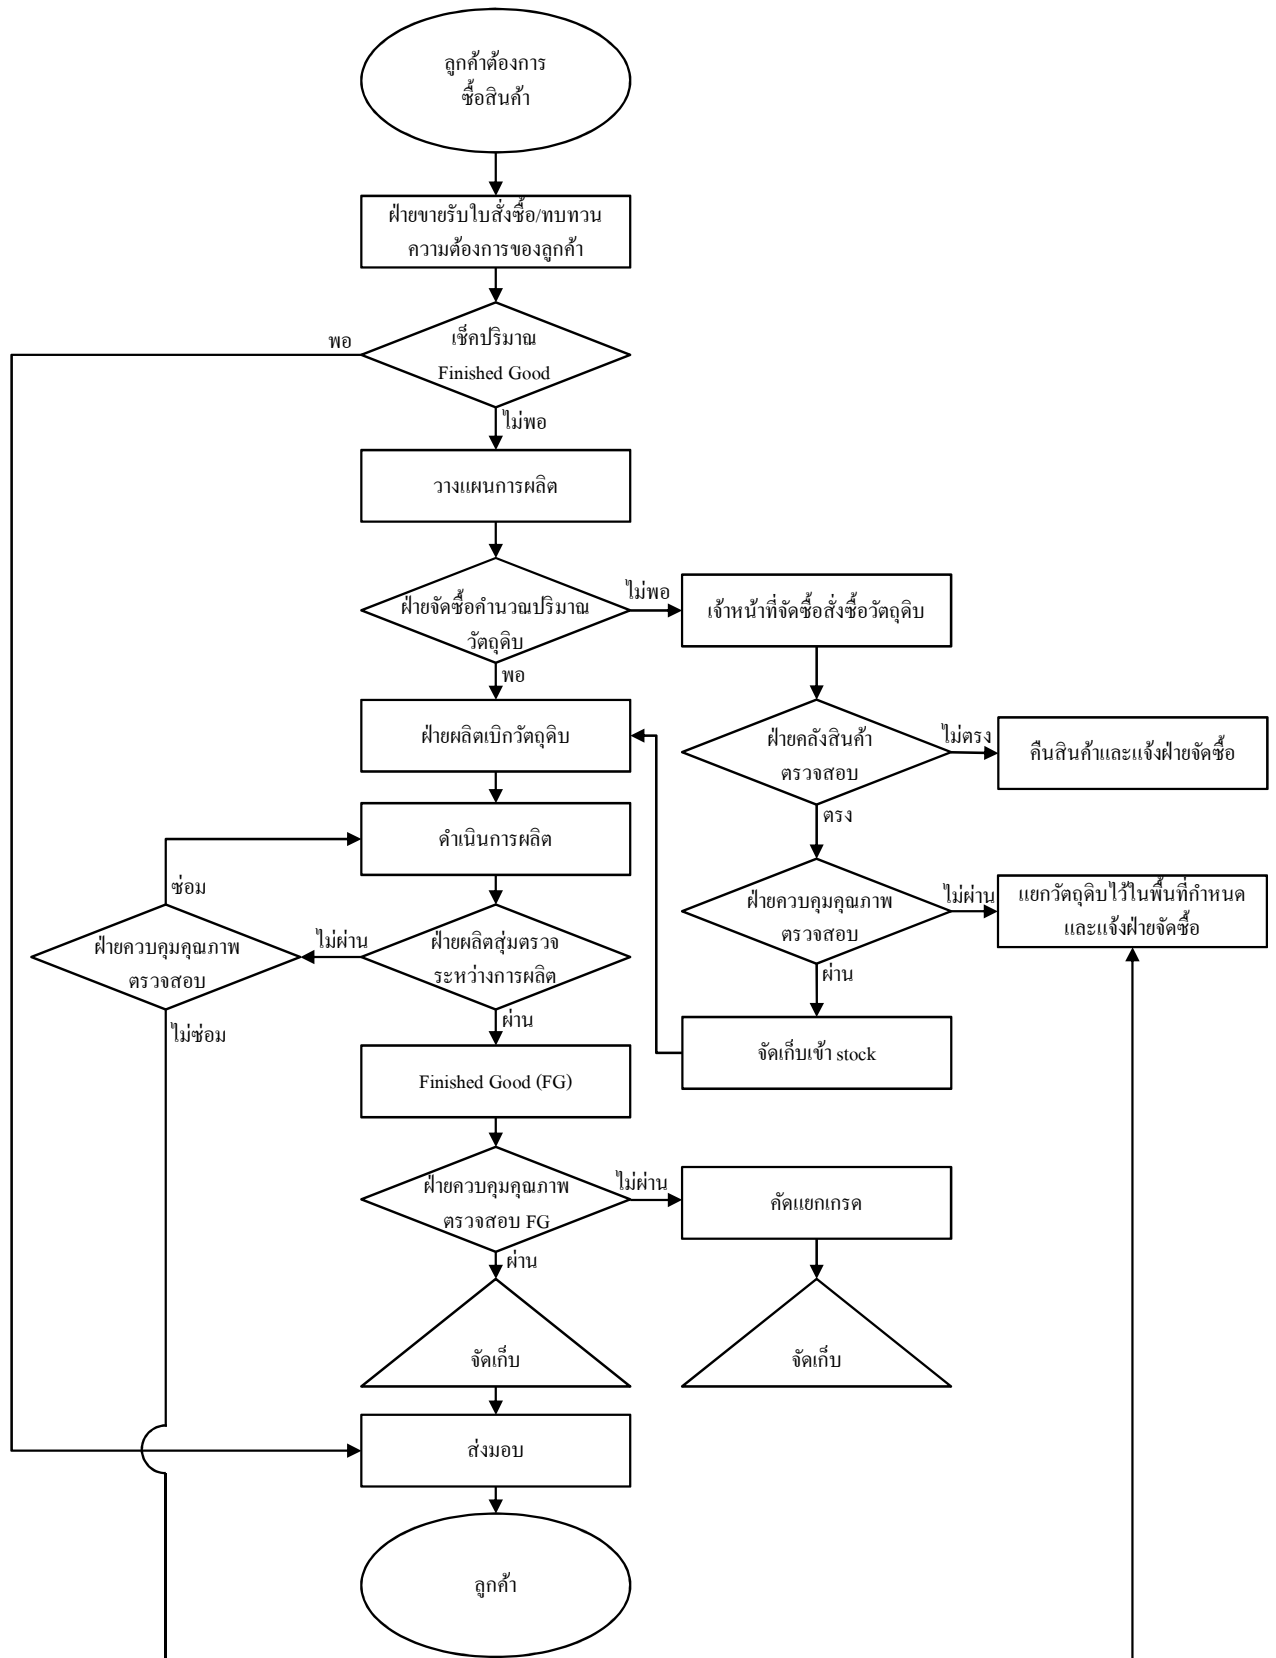 ลูกค้าต้องการ
ซื้อสินค้า
ฝ่ายขายรับใบสั่งซื้อ/ทบทวน
ความต้องการของลูกค้า
พอ
เช็คปริมาณ
Finished Good
ไม่พอ
วางแผนการผลิต
ฝ่ายจัดซื้อคำนวณปริมาณ
วัตถุดิบ
ไม่พอ
เจ้าหน้าที่จัดซื้อสั่งซื้อวัตถุดิบ
พอ
ฝ่ายผลิตเบิกวัตถุดิบ
ฝ่ายคลังสินค้า
ตรวจสอบ
ไม่ตรง
คืนสินค้าและแจ้งฝ่ายจัดซื้อ
ตรง
ดำเนินการผลิต
ซ่อม
ฝ่ายควบคุมคุณภาพ
ตรวจสอบ
ไม่ผ่าน
แยกวัตถุดิบไว้ในพื้นที่กำหนด
และแจ้งฝ่ายจัดซื้อ
ฝ่ายควบคุมคุณภาพ
ตรวจสอบ
ไม่ผ่าน
ฝ่ายผลิตสุ่มตรวจ
ระหว่างการผลิต
ผ่าน
ไม่ซ่อม
ผ่าน
จัดเก็บเข้า stock
Finished Good (FG)
ฝ่ายควบคุมคุณภาพ
ตรวจสอบ FG
ไม่ผ่าน
คัดแยกเกรด
ผ่าน
จัดเก็บ
จัดเก็บ
ส่งมอบ
ลูกค้า